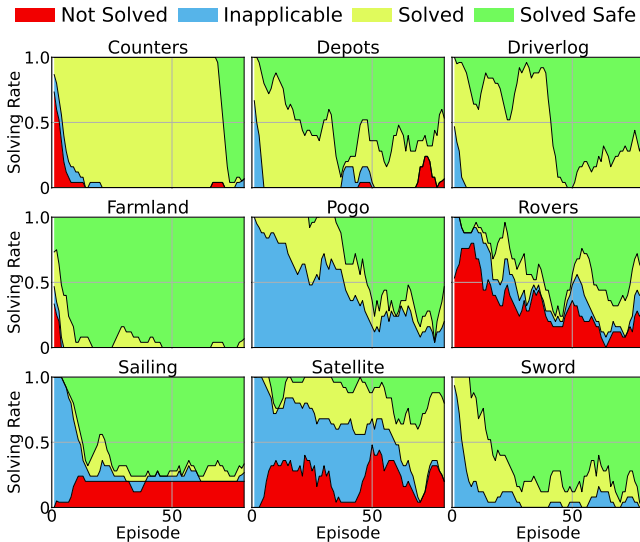 Not Solved Inapplicable Solved Solved Safe
Counters Depots Driverlog
Solving Rate
1.0
0.5
0
Farmland Pogo Rovers
Solving Rate
1.0
0.5
0
Sailing Satellite Sword
Solving Rate
1.0
0.5
0
0 50 0 50 0 50
Episode Episode Episode